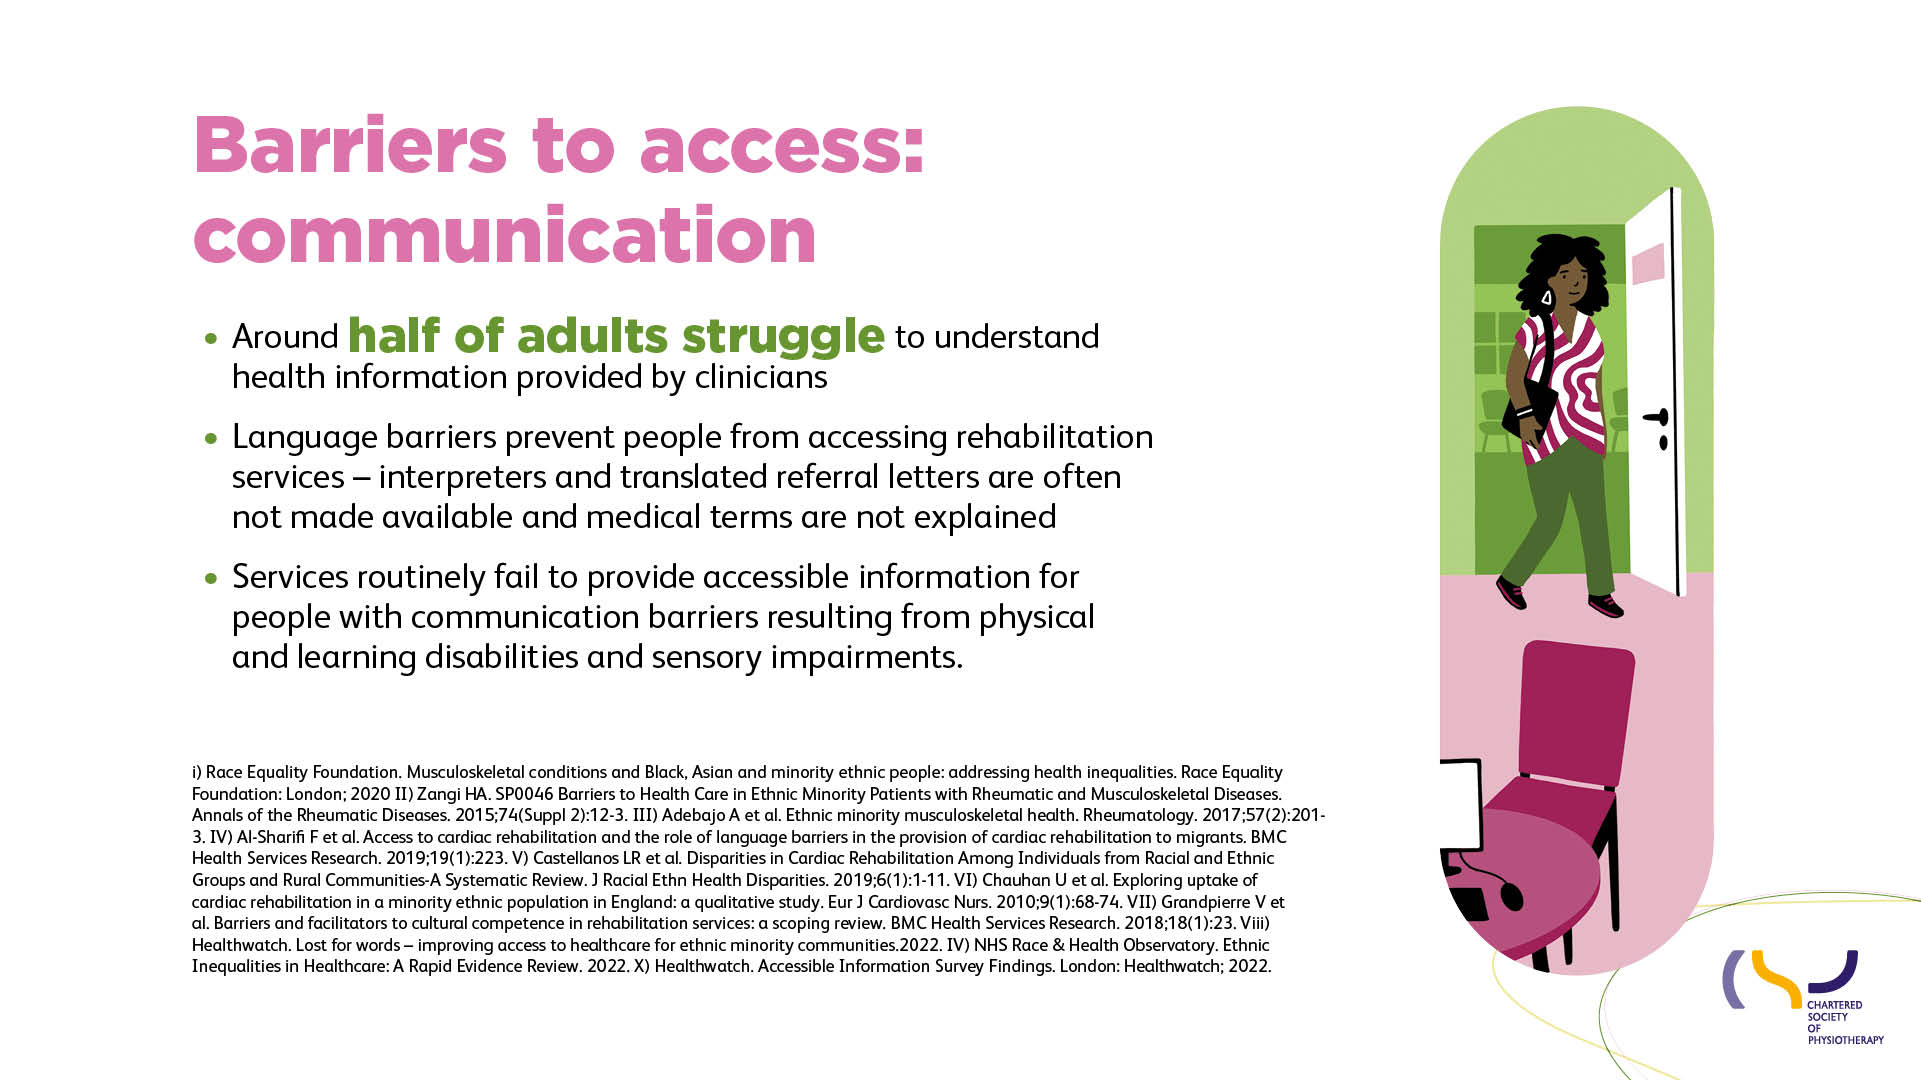 Barriers to access:
communication
• Around half of adults struggle to understand
health information provided by clinicians
• Language barriers prevent people from accessing rehabilitation
services – interpreters and translated referral letters are often
not made available and medical terms are not explained
• Services routinely fail to provide accessible information for
people with communication barriers resulting from physical
and learning disabilities and sensory impairments.
i) Race Equality Foundation. Musculoskeletal conditions and Black, Asian and minority ethnic people: addressing health inequalities. Race Equality
Foundation: London; 2020 II) Zangi HA. SP0046 Barriers to Health Care in Ethnic Minority Patients with Rheumatic and Musculoskeletal Diseases.
Annals of the Rheumatic Diseases. 2015;74(Suppl 2):12-3. III) Adebajo A et al. Ethnic minority musculoskeletal health. Rheumatology. 2017;57(2):201-
3. IV) Al-Sharifi F et al. Access to cardiac rehabilitation and the role of language barriers in the provision of cardiac rehabilitation to migrants. BMC
Health Services Research. 2019;19(1):223. V) Castellanos LR et al. Disparities in Cardiac Rehabilitation Among Individuals from Racial and Ethnic
Groups and Rural Communities-A Systematic Review. J Racial Ethn Health Disparities. 2019;6(1):1-11. VI) Chauhan U et al. Exploring uptake of
cardiac rehabilitation in a minority ethnic population in England: a qualitative study. Eur J Cardiovasc Nurs. 2010;9(1):68-74. VII) Grandpierre V et
al. Barriers and facilitators to cultural competence in rehabilitation services: a scoping review. BMC Health Services Research. 2018;18(1):23. Viii)
Healthwatch. Lost for words – improving access to healthcare for ethnic minority communities.2022. IV) NHS Race & Health Observatory. Ethnic
Inequalities in Healthcare: A Rapid Evidence Review. 2022. X) Healthwatch. Accessible Information Survey Findings. London: Healthwatch; 2022.
CHARTERED
SOCIETY
OF
PHYSIOTHERAPY